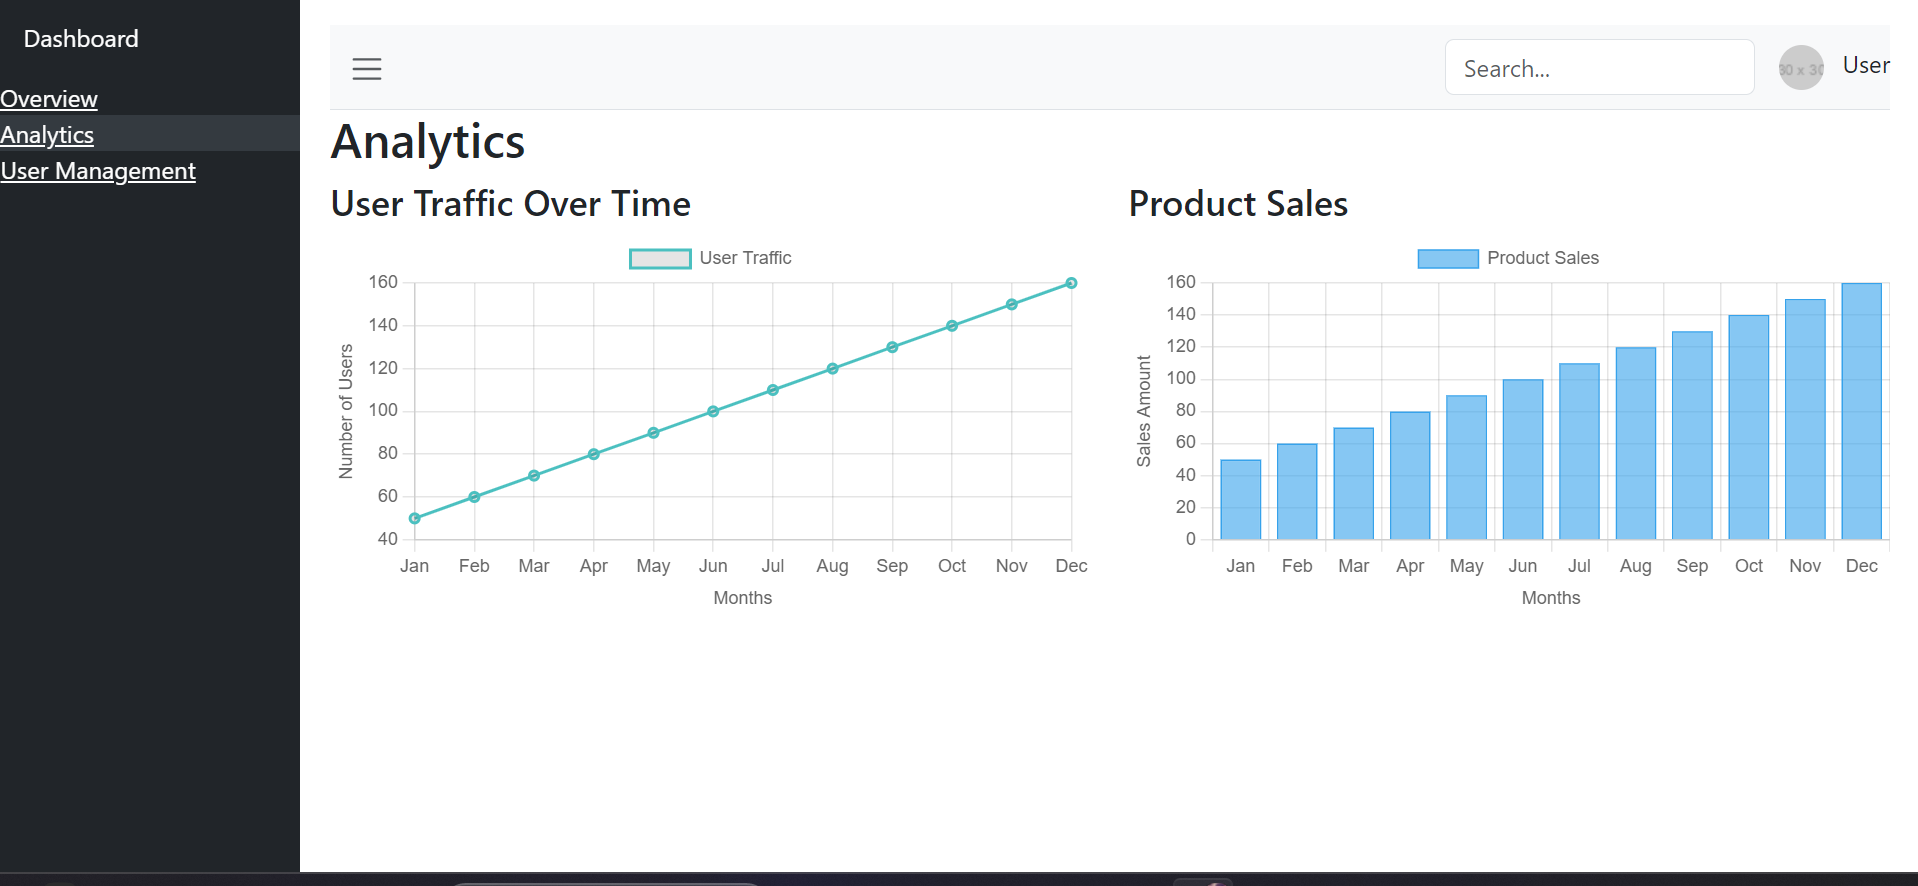 Dashboard
Overview
Analytics
User Management
Search...
30 x 30
User
Analytics
User Traffic Over Time
User Traffic
160
140
120
100
80
60
40
Number of Users
Jan Feb Mar Apr May Jun Jul Aug Sep Oct Nov Dec
Months
Product Sales
Product Sales
160
140
120
100
80
60
40
20
0
Sales Amount
Jan Feb Mar Apr May Jun Jul Aug Sep Oct Nov Dec
Months